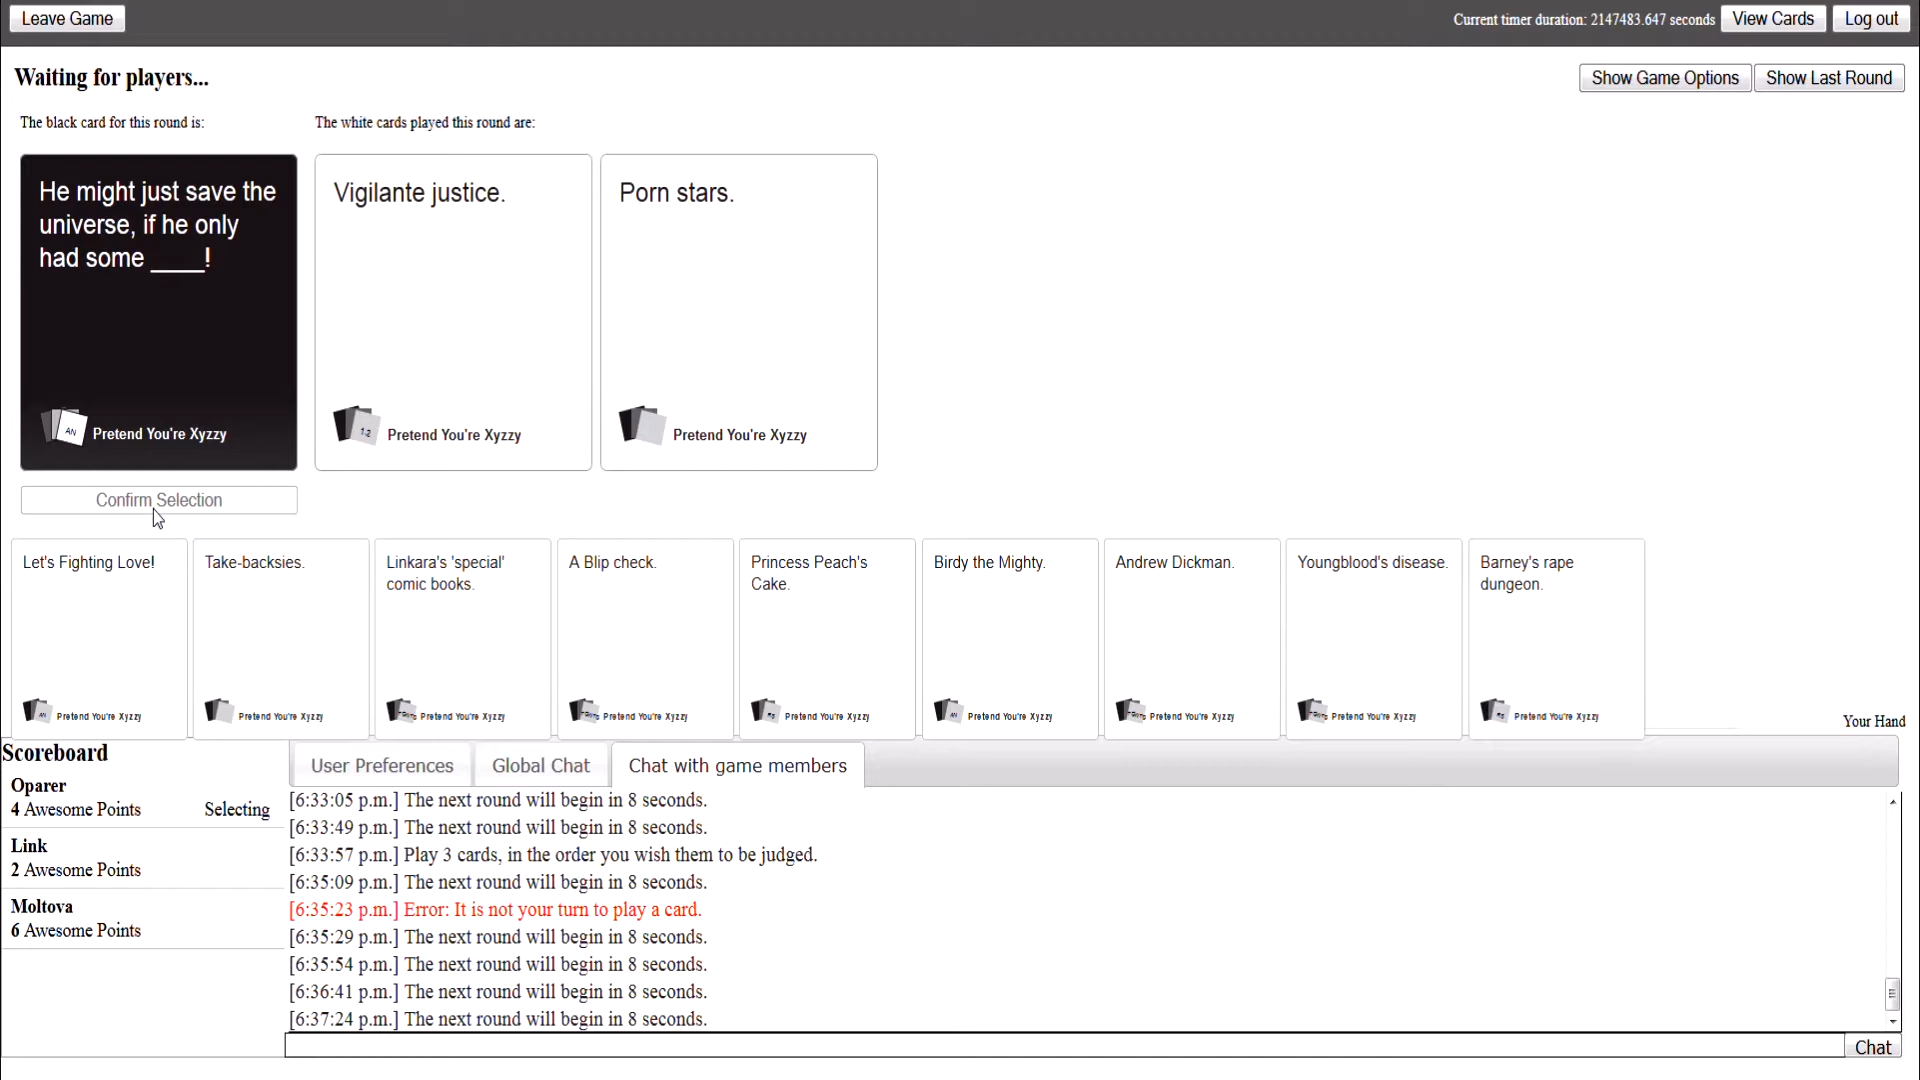 Leave Game
Current timer duration: 2147483.647 seconds
View Cards
Log out
Waiting for players...
Show Game Options
Show Last Round
The black card for this round is:
The white cards played this round are:
He might just save the
universe, if he only
had some ____!
AN
Pretend You're Xyzzy
Vigilante justice.
1.2
Pretend You're Xyzzy
Porn stars.
Pretend You're Xyzzy
Confirm Selection
Let's Fighting Love!
AN
Pretend You're Xyzzy
Take-backsies.
Pretend You're Xyzzy
Linkara's 'special'
comic books.
Pretend You're Xyzzy
A Blip check.
Pretend You're Xyzzy
Princess Peach's
Cake.
Pretend You're Xyzzy
Birdy the Mighty.
AN
Pretend You're Xyzzy
Andrew Dickman.
Pretend You're Xyzzy
Youngblood's disease.
Pretend You're Xyzzy
Barney's rape
dungeon.
Pretend You're Xyzzy
Your Hand
Scoreboard
Oparer
4 Awesome Points
Selecting
Link
2 Awesome Points
Moltova
6 Awesome Points
User Preferences
Global Chat
Chat with game members
[6:33:05 p.m.] The next round will begin in 8 seconds.
[6:33:49 p.m.] The next round will begin in 8 seconds.
[6:33:57 p.m.] Play 3 cards, in the order you wish them to be judged.
[6:35:09 p.m.] The next round will begin in 8 seconds.
[6:35:23 p.m.] Error: It is not your turn to play a card.
[6:35:29 p.m.] The next round will begin in 8 seconds.
[6:35:54 p.m.] The next round will begin in 8 seconds.
[6:36:41 p.m.] The next round will begin in 8 seconds.
[6:37:24 p.m.] The next round will begin in 8 seconds.
Chat